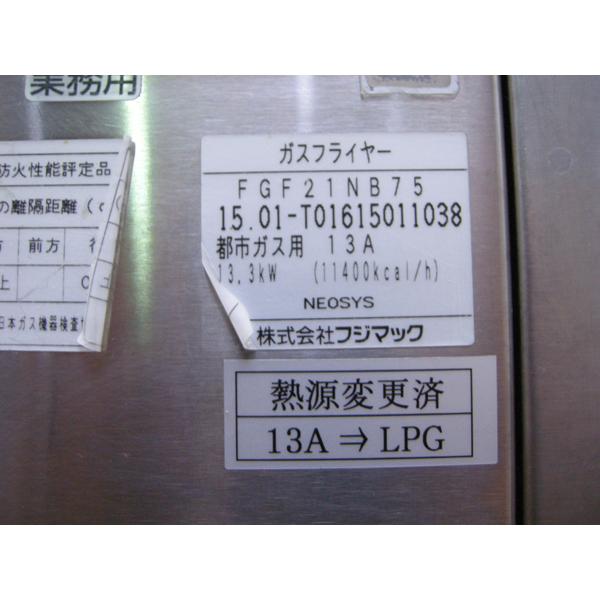 業務用
防火性能評定品
の離隔距離(c
方 前方
上 0
日本ガス機器検査
ガスフライヤー
FGF21NB75
15.01-T01615011038
都市ガス用 13A
13.3kW (11400kcal/h)
NEOSYS
株式会社フジマック
熱源変更済
13A⇒LPG